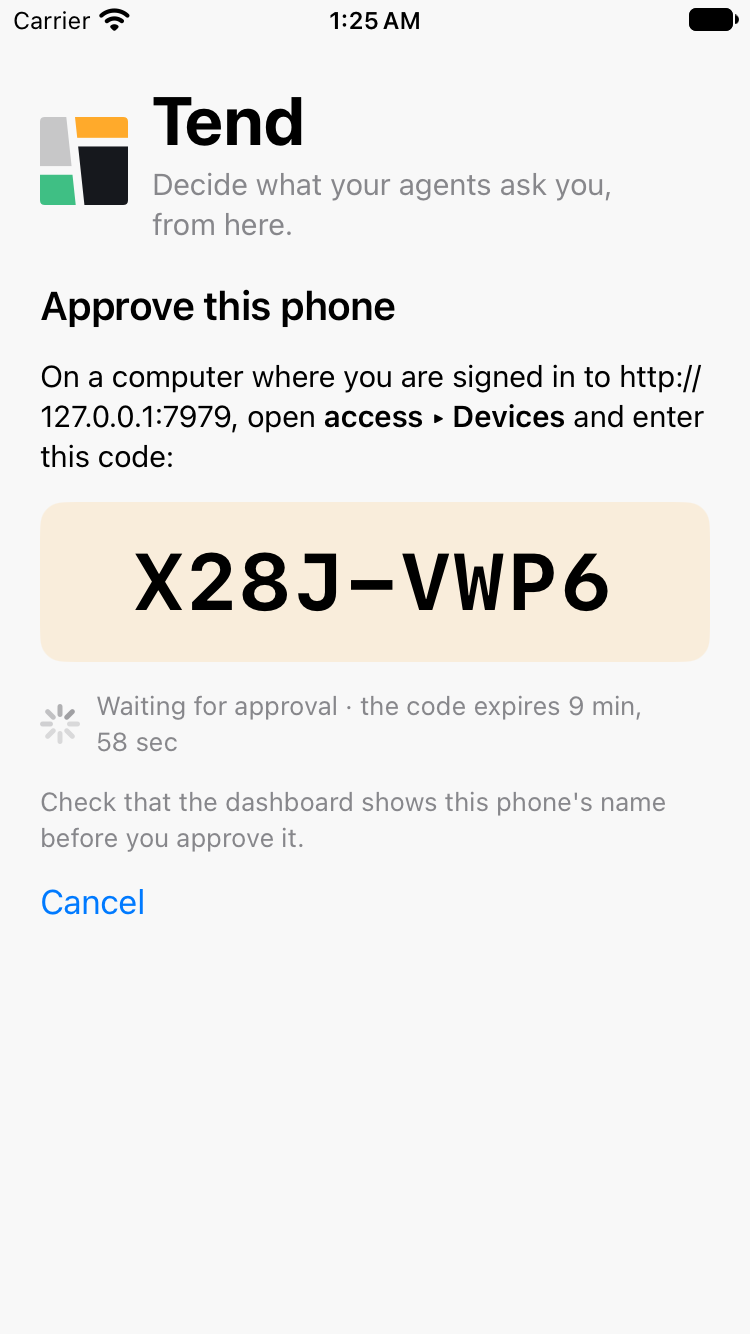 Carrier
1:25 AM
Tend
Decide what your agents ask you,
from here.
Approve this phone
On a computer where you are signed in to http://
127.0.0.1:7979, open access ▸ Devices and enter
this code:
X28J-VWP6
Waiting for approval · the code expires 9 min,
58 sec
Check that the dashboard shows this phone's name
before you approve it.
Cancel